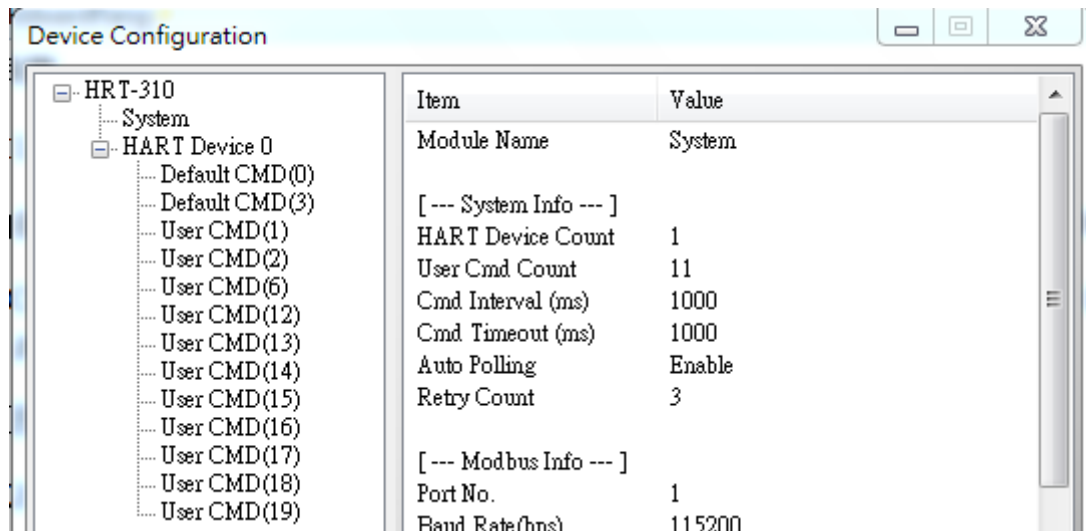 Device Configuration
HRT-310
System
HART Device 0
Default CMD(0)
Default CMD(3)
User CMD(1)
User CMD(2)
User CMD(6)
User CMD(12)
User CMD(13)
User CMD(14)
User CMD(15)
User CMD(16)
User CMD(17)
User CMD(18)
User CMD(19)
Item Value
Module Name System
[ --- System Info --- ]
HART Device Count 1
User Cmd Count 11
Cmd Interval (ms) 1000
Cmd Timeout (ms) 1000
Auto Polling Enable
Retry Count 3
[ --- Modbus Info --- ]
Port No. 1
Baud Rate(bps) 115200